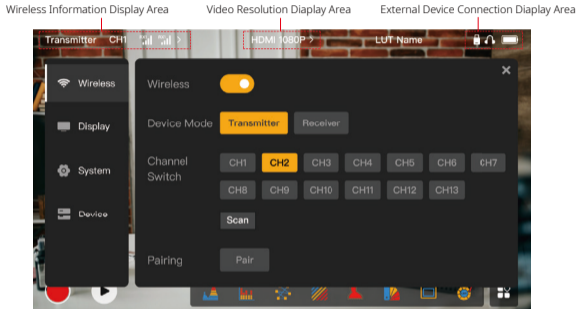 Wireless Information Display Area Video Resolution Display Area External Device Connection Display Area
Transmitter CH1 HDMI 1080P > LUT Name
Wireless
Display
System
Device
Wireless
Device Mode Transmitter Receiver
Channel Switch CH1 CH2 CH3 CH4 CH5 CH6 CH7
CH8 CH9 CH10 CH11 CH12 CH13
Scan
Pairing Pair